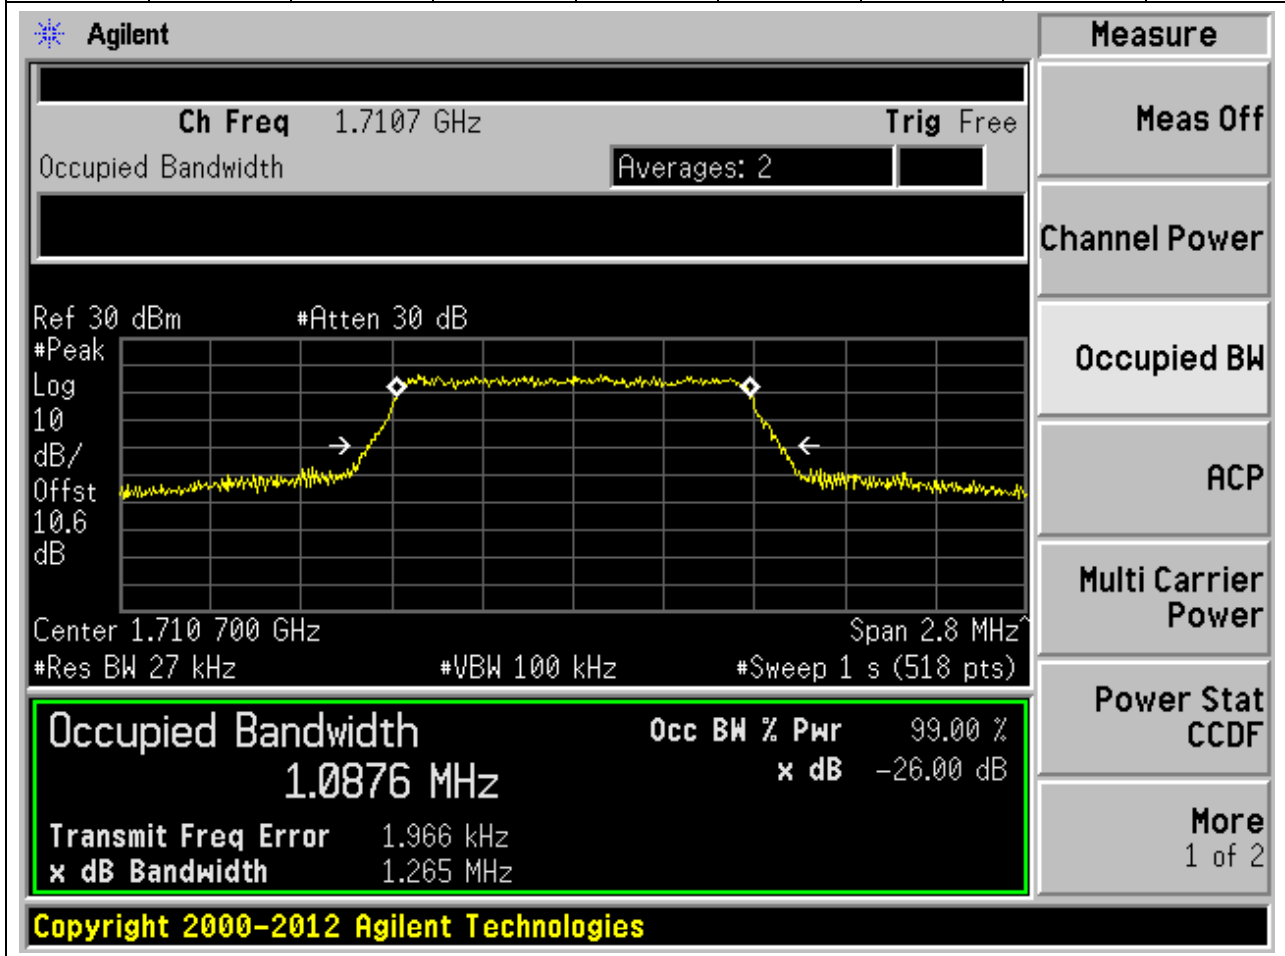 Agilent
Measure
Ch Freq 1.7107 GHz Trig Free
Meas Off
Occupied Bandwidth Averages: 2
Channel Power
Ref 30 dBm #Atten 30 dB
#Peak
Log
10
dB/
Offst
10.6
dB
Occupied BW
ACP
Center 1.710 700 GHz Span 2.8 MHz^
#Res BW 27 kHz #VBW 100 kHz #Sweep 1 s (518 pts)
Multi Carrier
Power
Occupied Bandwidth Occ BW % Pwr 99.00 %
1.0876 MHz x dB -26.00 dB
Transmit Freq Error 1.966 kHz
x dB Bandwidth 1.265 MHz
Power Stat
CCDF
More
1 of 2
Copyright 2000-2012 Agilent Technologies